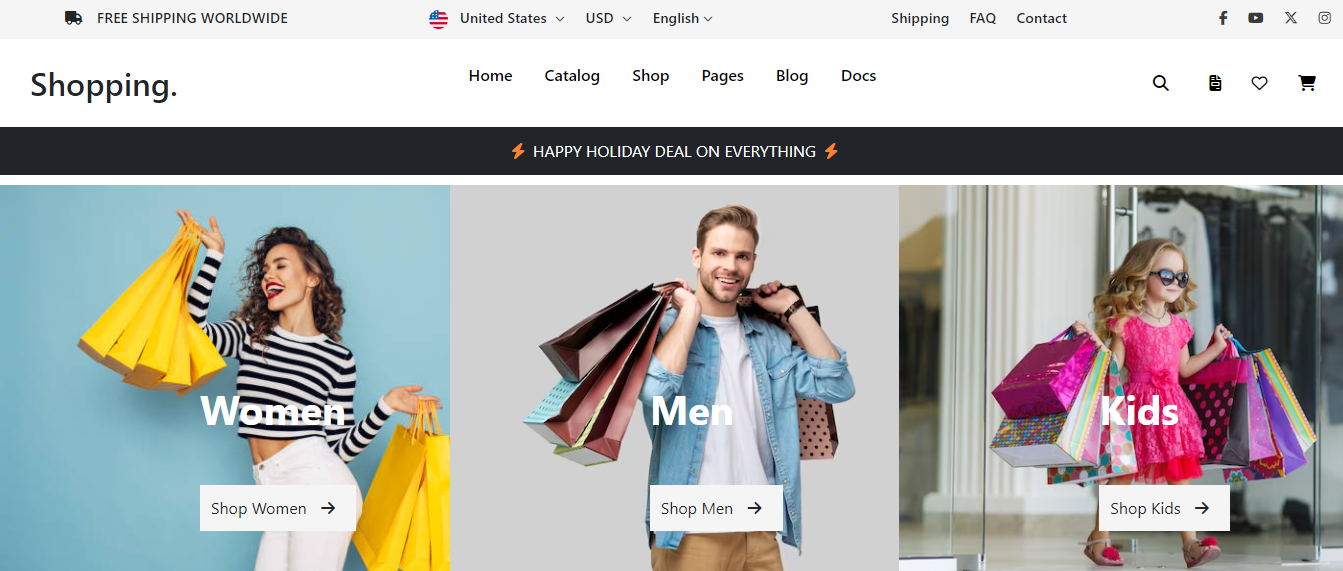 FREE SHIPPING WORLDWIDE United States USD English Shipping FAQ Contact
Shopping.
Home Catalog Shop Pages Blog Docs
HAPPY HOLIDAY DEAL ON EVERYTHING
Women Men Kids
Shop Women Shop Men Shop Kids